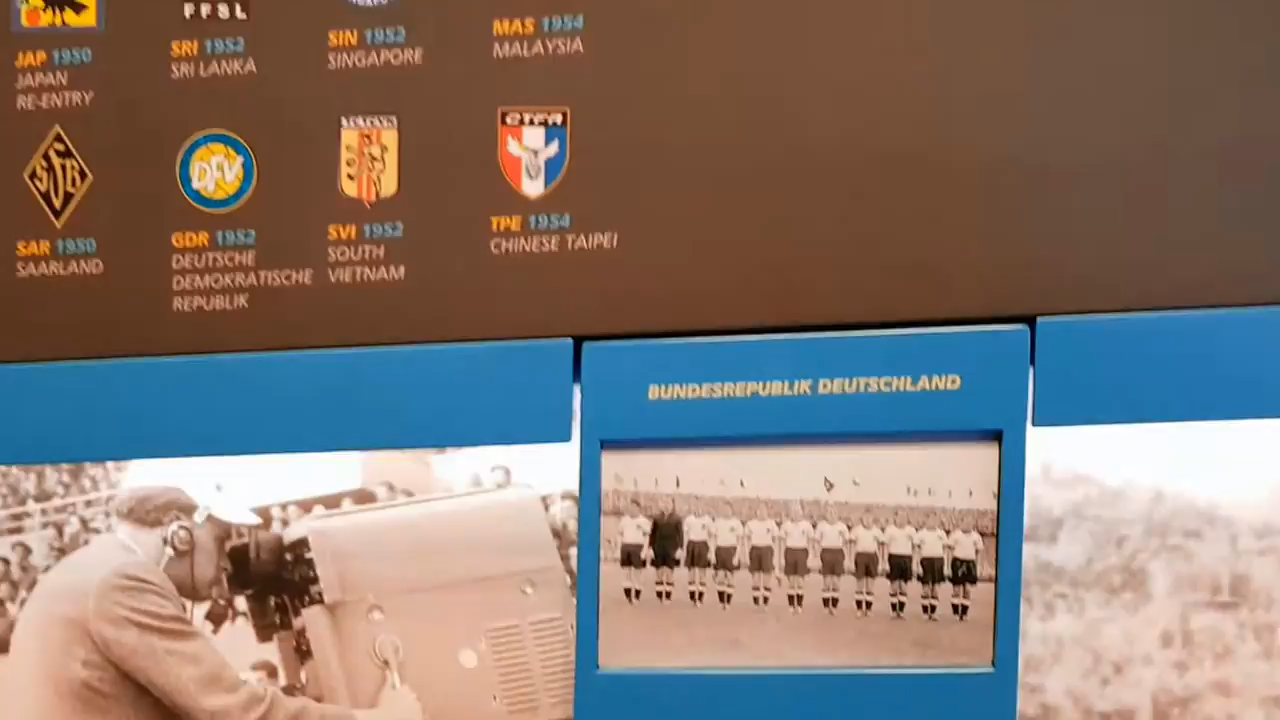 FFSL
JAP 1950
JAPAN
RE-ENTRY
SRI 1952
SRI LANKA
SIN 1952
SINGAPORE
MAS 1954
MALAYSIA
SFB
SAR 1950
SAARLAND
DFV
GDR 1952
DEUTSCHE
DEMOKRATISCHE
REPUBLIK
SVI 1952
SOUTH
VIETNAM
CTFA
TPE 1954
CHINESE TAIPEI
BUNDESREPUBLIK DEUTSCHLAND